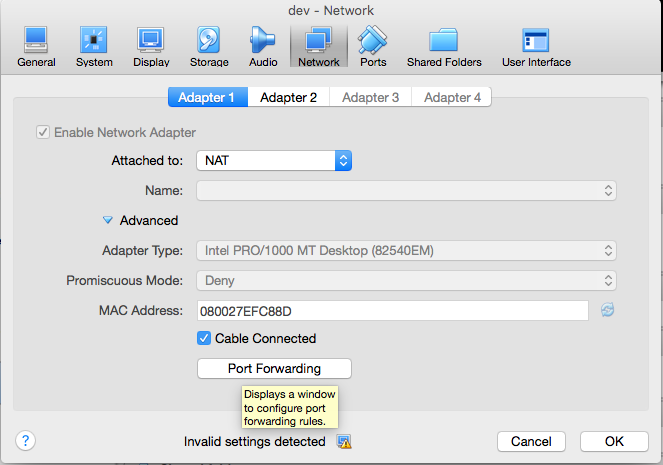 dev - Network
General System Display Storage Audio Network Ports Shared Folders User Interface
Adapter 1 Adapter 2 Adapter 3 Adapter 4
Enable Network Adapter
Attached to: NAT
Name:
Advanced
Adapter Type: Intel PRO/1000 MT Desktop (82540EM)
Promiscuous Mode: Deny
MAC Address: 080027EFC88D
Cable Connected
Port Forwarding
Displays a window
to configure port
forwarding rules.
? Invalid settings detected Cancel OK